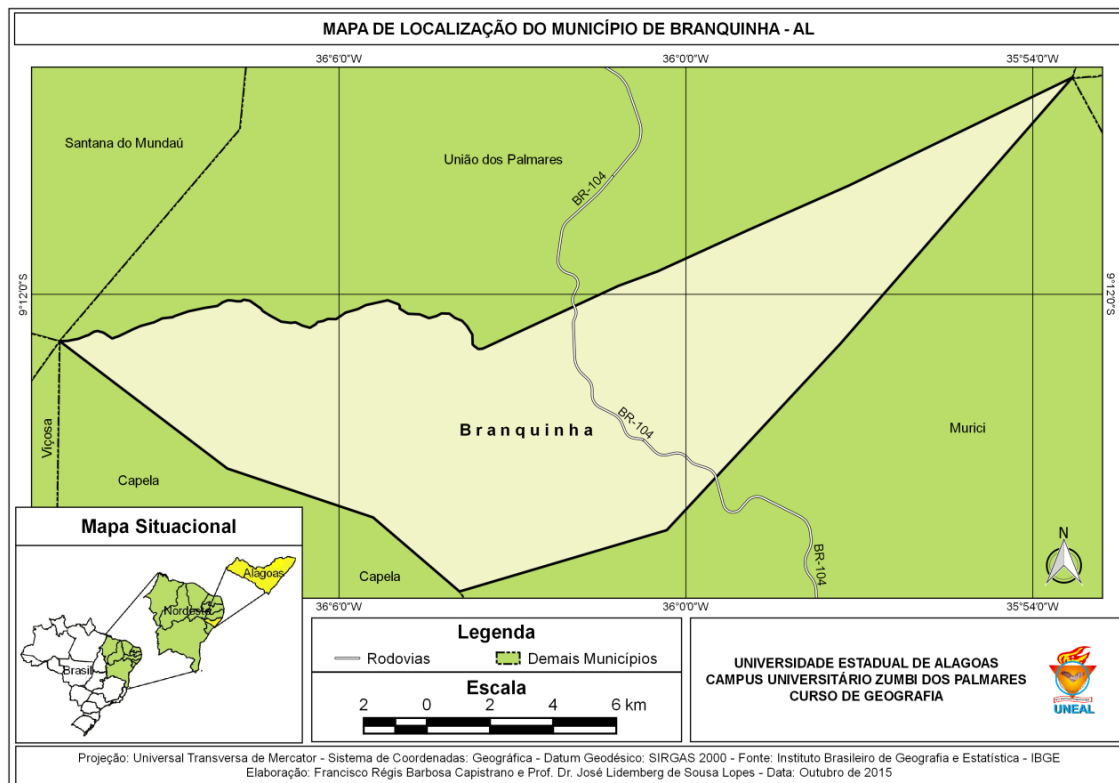 MAPA DE LOCALIZAÇÃO DO MUNICÍPIO DE BRANQUINHA - AL
36°6'0"W
36°0'0"W
35°54'0"W
Santana do Mundaú
União dos Palmares
BR-104
9°12'0"S
9°12'0"S
BR-104
Branquinha
Murici
Viçosa
Capela
Capela
BR-104
N
36°6'0"W
36°0'0"W
35°54'0"W
Mapa Situacional
Alagoas
Nordeste
Brasil
Legenda
Rodovias
Demais Municípios
Escala
2 0 2 4 6 km
UNIVERSIDADE ESTADUAL DE ALAGOAS
CAMPUS UNIVERSITÁRIO ZUMBI DOS PALMARES
CURSO DE GEOGRAFIA
UNEAL
Projeção: Universal Transversa de Mercator - Sistema de Coordenadas: Geográfica - Datum Geodésico: SIRGAS 2000 - Fonte: Instituto Brasileiro de Geografia e Estatística - IBGE
Elaboração: Francisco Régis Barbosa Capistrano e Prof. Dr. José Lidemberg de Sousa Lopes - Data: Outubro de 2015